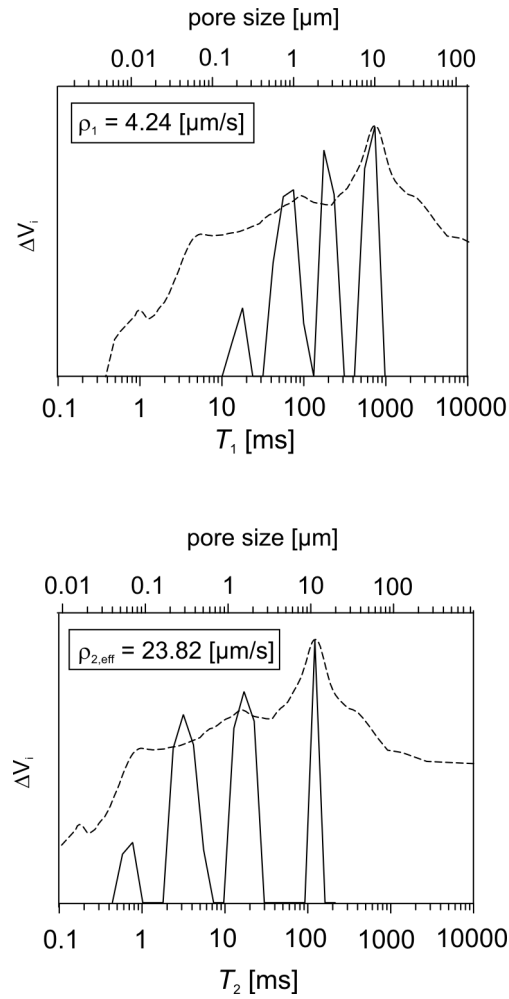 pore size [µm]
0.01 0.1 1 10 100
ρ₁ = 4.24 [µm/s]
ΔVᵢ
0.1 1 10 100 1000 10000
T₁ [ms]
pore size [µm]
0.01 0.1 1 10 100
ρ₂,eff = 23.82 [µm/s]
ΔVᵢ
0.1 1 10 100 1000 10000
T₂ [ms]